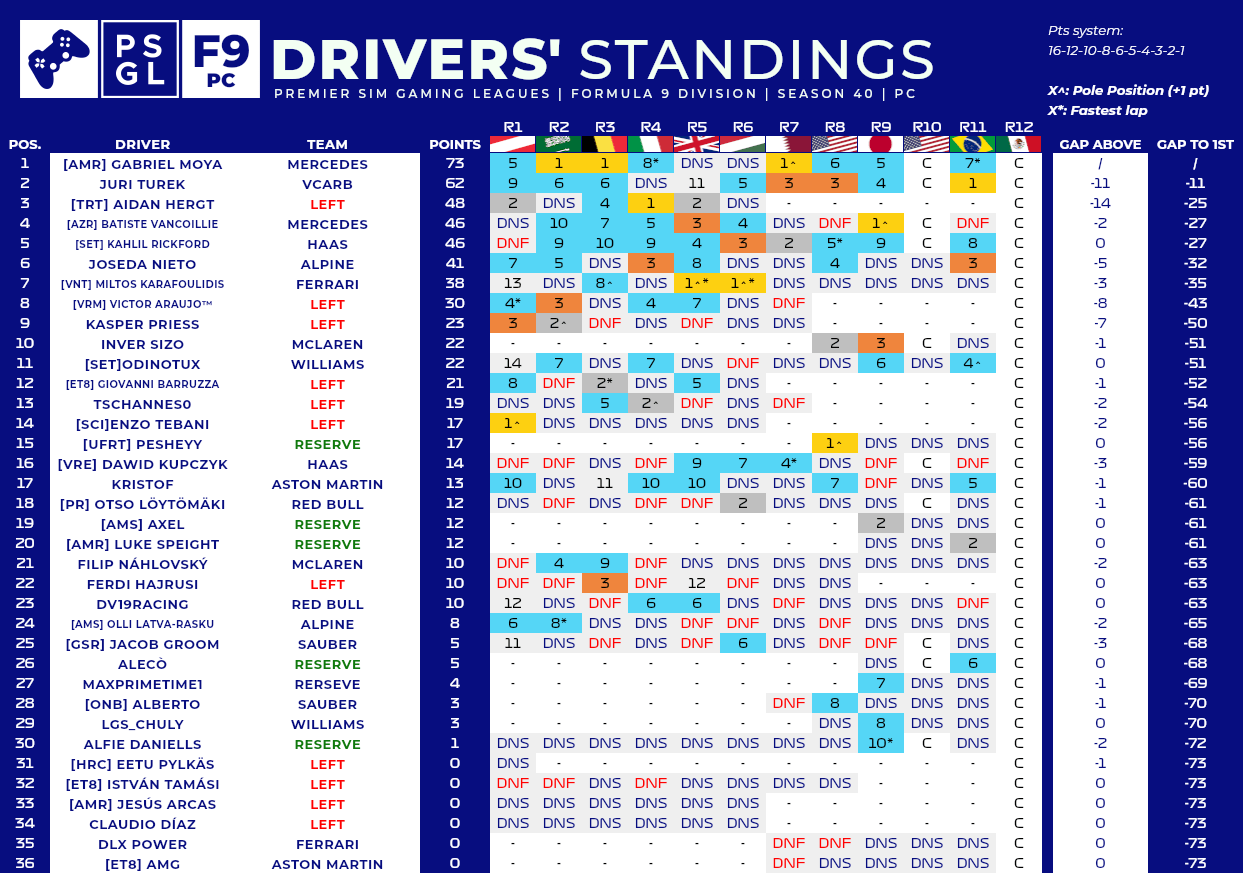 PS
GL
F9
PC
DRIVERS' STANDINGS
PREMIER SIM GAMING LEAGUES | FORMULA 9 DIVISION | SEASON 40 | PC
Pts system:
16-12-10-8-6-5-4-3-2-1
X^: Pole Position (+1 pt)
X*: Fastest lap
R1 R2 R3 R4 R5 R6 R7 R8 R9 R10 R11 R12
POS. DRIVER TEAM POINTS GAP ABOVE GAP TO 1ST
1 [AMR] GABRIEL MOYA MERCEDES 73 5 1 1 8* DNS DNS 1^ 6 5 C 7* C / /
2 JURI TUREK VCARB 62 9 6 6 DNS 11 5 3 3 4 C 1 C -11 -11
3 [TRT] AIDAN HERGT LEFT 48 2 DNS 4 1 2 DNS - - - - - C -14 -25
4 [AZR] BATISTE VANCOILLIE MERCEDES 46 DNS 10 7 5 3 4 DNS DNF 1^ C DNF C -2 -27
5 [SET] KAHLIL RICKFORD HAAS 46 DNF 9 10 9 4 3 2 5* 9 C 8 C 0 -27
6 JOSEDA NIETO ALPINE 41 7 5 DNS 3 8 DNS DNS 4 DNS DNS 3 C -5 -32
7 [VNT] MILTOS KARAFOULIDIS FERRARI 38 13 DNS 8^ DNS 1^* 1^* DNS DNS DNS DNS DNS C -3 -35
8 [VRM] VICTOR ARAUJO™ LEFT 30 4* 3 DNS 4 7 DNS DNF - - - - C -8 -43
9 KASPER PRIESS LEFT 23 3 2^ DNF DNS DNF DNS DNS - - - - C -7 -50
10 INVER SIZO MCLAREN 22 - - - - - - - 2 3 C DNS C -1 -51
11 [SET]ODINOTUX WILLIAMS 22 14 7 DNS 7 DNS DNF DNS DNS 6 DNS 4^ C 0 -51
12 [ET8] GIOVANNI BARRUZZA LEFT 21 8 DNF 2* DNS 5 DNS - - - - - C -1 -52
13 TSCHANNES0 LEFT 19 DNS DNS 5 2^ DNF DNS DNF - - - - C -2 -54
14 [SCI]ENZO TEBANI LEFT 17 1^ DNS DNS DNS DNS DNS - - - - - C -2 -56
15 [UFRT] PESHEYY RESERVE 17 - - - - - - - 1^ DNS DNS DNS C 0 -56
16 [VRE] DAWID KUPCZYK HAAS 14 DNF DNF DNS DNF 9 7 4* DNS DNF C DNF C -3 -59
17 KRISTOF ASTON MARTIN 13 10 DNS 11 10 10 DNS DNS 7 DNF DNS 5 C -1 -60
18 [PR] OTSO LÖYTÖMÄKI RED BULL 12 DNS DNF DNS DNF DNF 2 DNS DNS DNS C DNS C -1 -61
19 [AMS] AXEL RESERVE 12 - - - - - - - - 2 DNS DNS C 0 -61
20 [AMR] LUKE SPEIGHT RESERVE 12 - - - - - - - - DNS DNS 2 C 0 -61
21 FILIP NÁHLOVSKÝ MCLAREN 10 DNF 4 9 DNF DNS DNS DNS DNS DNS DNS DNS C -2 -63
22 FERDI HAJRUSI LEFT 10 DNF DNF 3 DNF 12 DNF DNS DNS - - - C 0 -63
23 DV19RACING RED BULL 10 12 DNS DNF 6 6 DNS DNF DNS DNS DNS DNF C 0 -63
24 [AMS] OLLI LATVA-RASKU ALPINE 8 6 8* DNS DNS DNF DNF DNS DNF DNS DNS DNS C -2 -65
25 [GSR] JACOB GROOM SAUBER 5 11 DNS DNF DNS DNF 6 DNS DNF DNF C DNS C -3 -68
26 ALECÒ RESERVE 5 - - - - - - - - DNS C 6 C 0 -68
27 MAXPRIMETIME1 RERSEVE 4 - - - - - - - - 7 DNS DNS C -1 -69
28 [ONB] ALBERTO SAUBER 3 - - - - - - DNF 8 DNS DNS DNS C -1 -70
29 LGS_CHULY WILLIAMS 3 - - - - - - - DNS 8 DNS DNS C 0 -70
30 ALFIE DANIELLS RESERVE 1 DNS DNS DNS DNS DNS DNS DNS DNS 10* C DNS C -2 -72
31 [HRC] EETU PYLKÄS LEFT 0 DNS - - - - - - - - - - C -1 -73
32 [ET8] ISTVÁN TAMÁSI LEFT 0 DNF DNF DNS DNF DNS DNS DNS DNS - - - C 0 -73
33 [AMR] JESÚS ARCAS LEFT 0 DNS DNS DNS DNS DNS DNS - - - - - C 0 -73
34 CLAUDIO DÍAZ LEFT 0 DNS DNS DNS DNS DNS DNS - - - - - C 0 -73
35 DLX POWER FERRARI 0 - - - - - - DNF DNF DNS DNS DNS C 0 -73
36 [ET8] AMG ASTON MARTIN 0 - - - - - - DNF DNS DNS DNS DNS C 0 -73